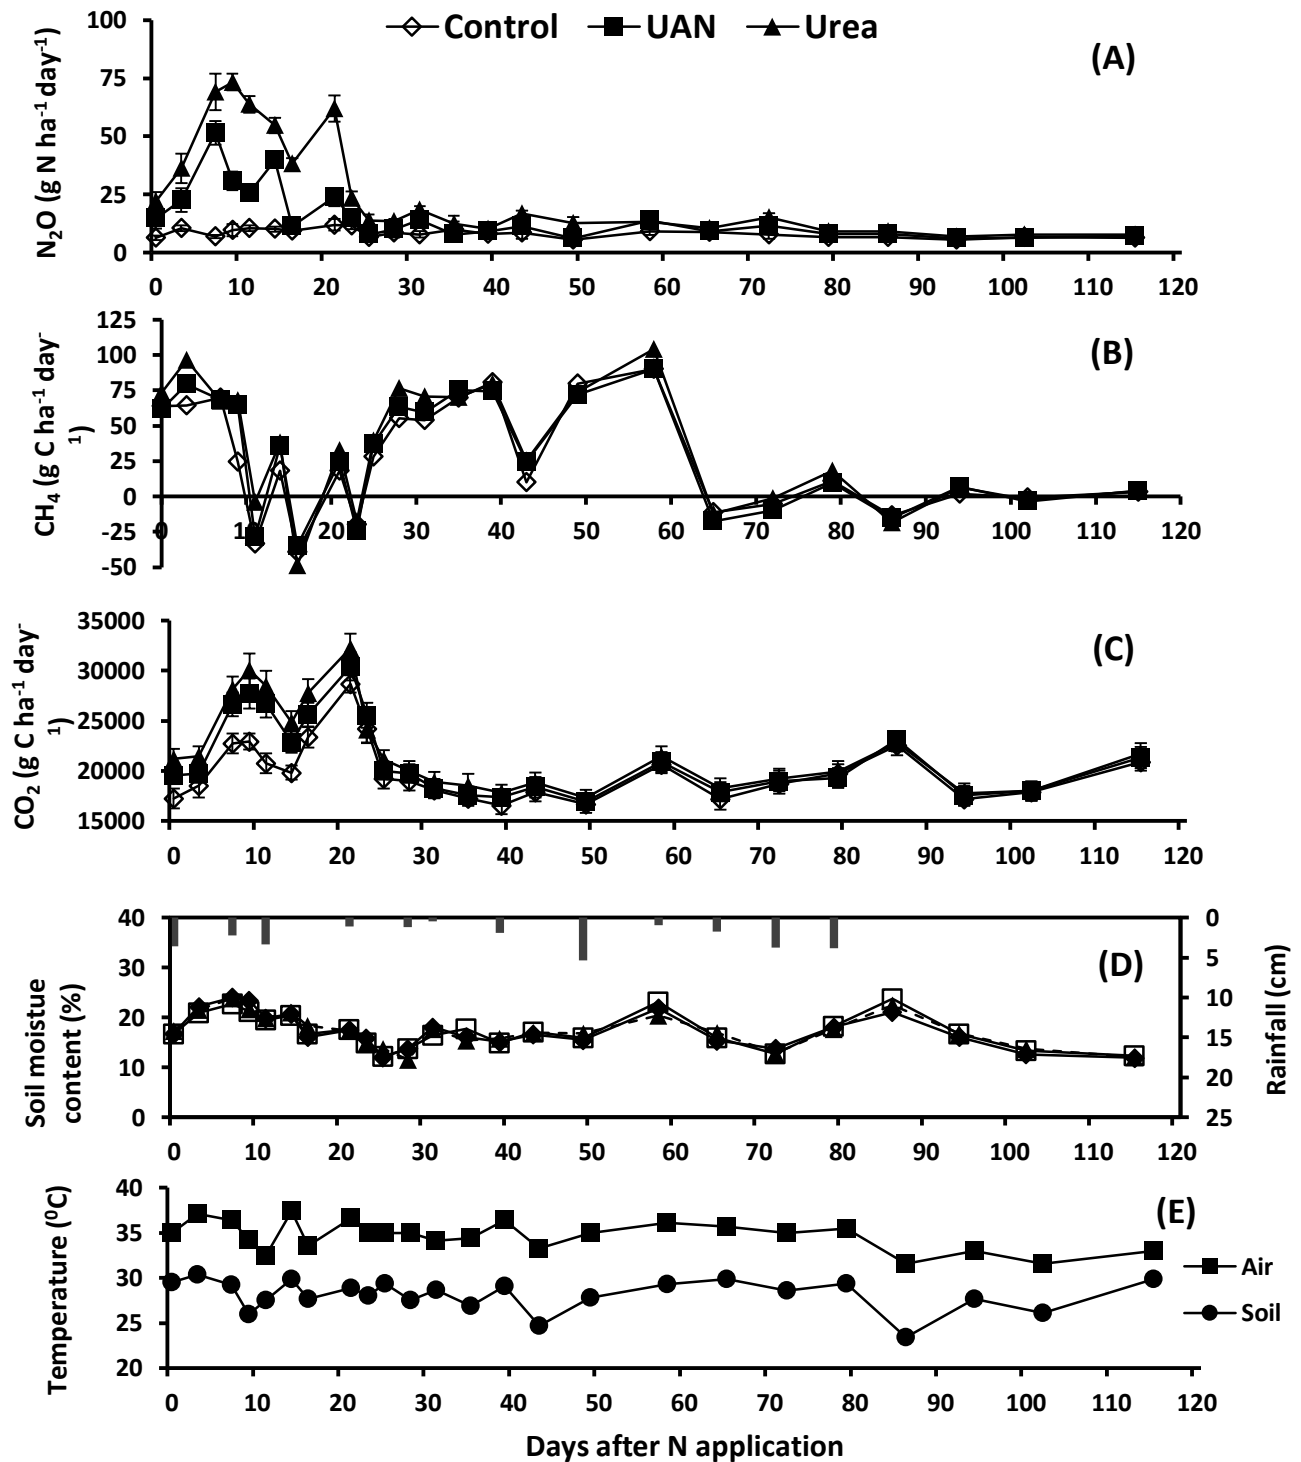 Control UAN Urea
(A)
N₂O (g N ha⁻¹ day⁻¹)
100
75
50
25
0
0 10 20 30 40 50 60 70 80 90 100 110 120
(B)
CH₄ (g C ha⁻¹ day⁻
¹)
125
100
75
50
25
0
-25
-50
0 10 20 30 40 50 60 70 80 90 100 110 120
(C)
CO₂ (g C ha⁻¹ day⁻
¹)
35000
30000
25000
20000
15000
0 10 20 30 40 50 60 70 80 90 100 110 120
(D)
Soil moistue
content (%)
40
30
20
10
0
0
5
10
15
20
25
Rainfall (cm)
0 10 20 30 40 50 60 70 80 90 100 110 120
(E)
Temperature (⁰C)
40
35
30
25
20
Air
Soil
0 10 20 30 40 50 60 70 80 90 100 110 120
Days after N application